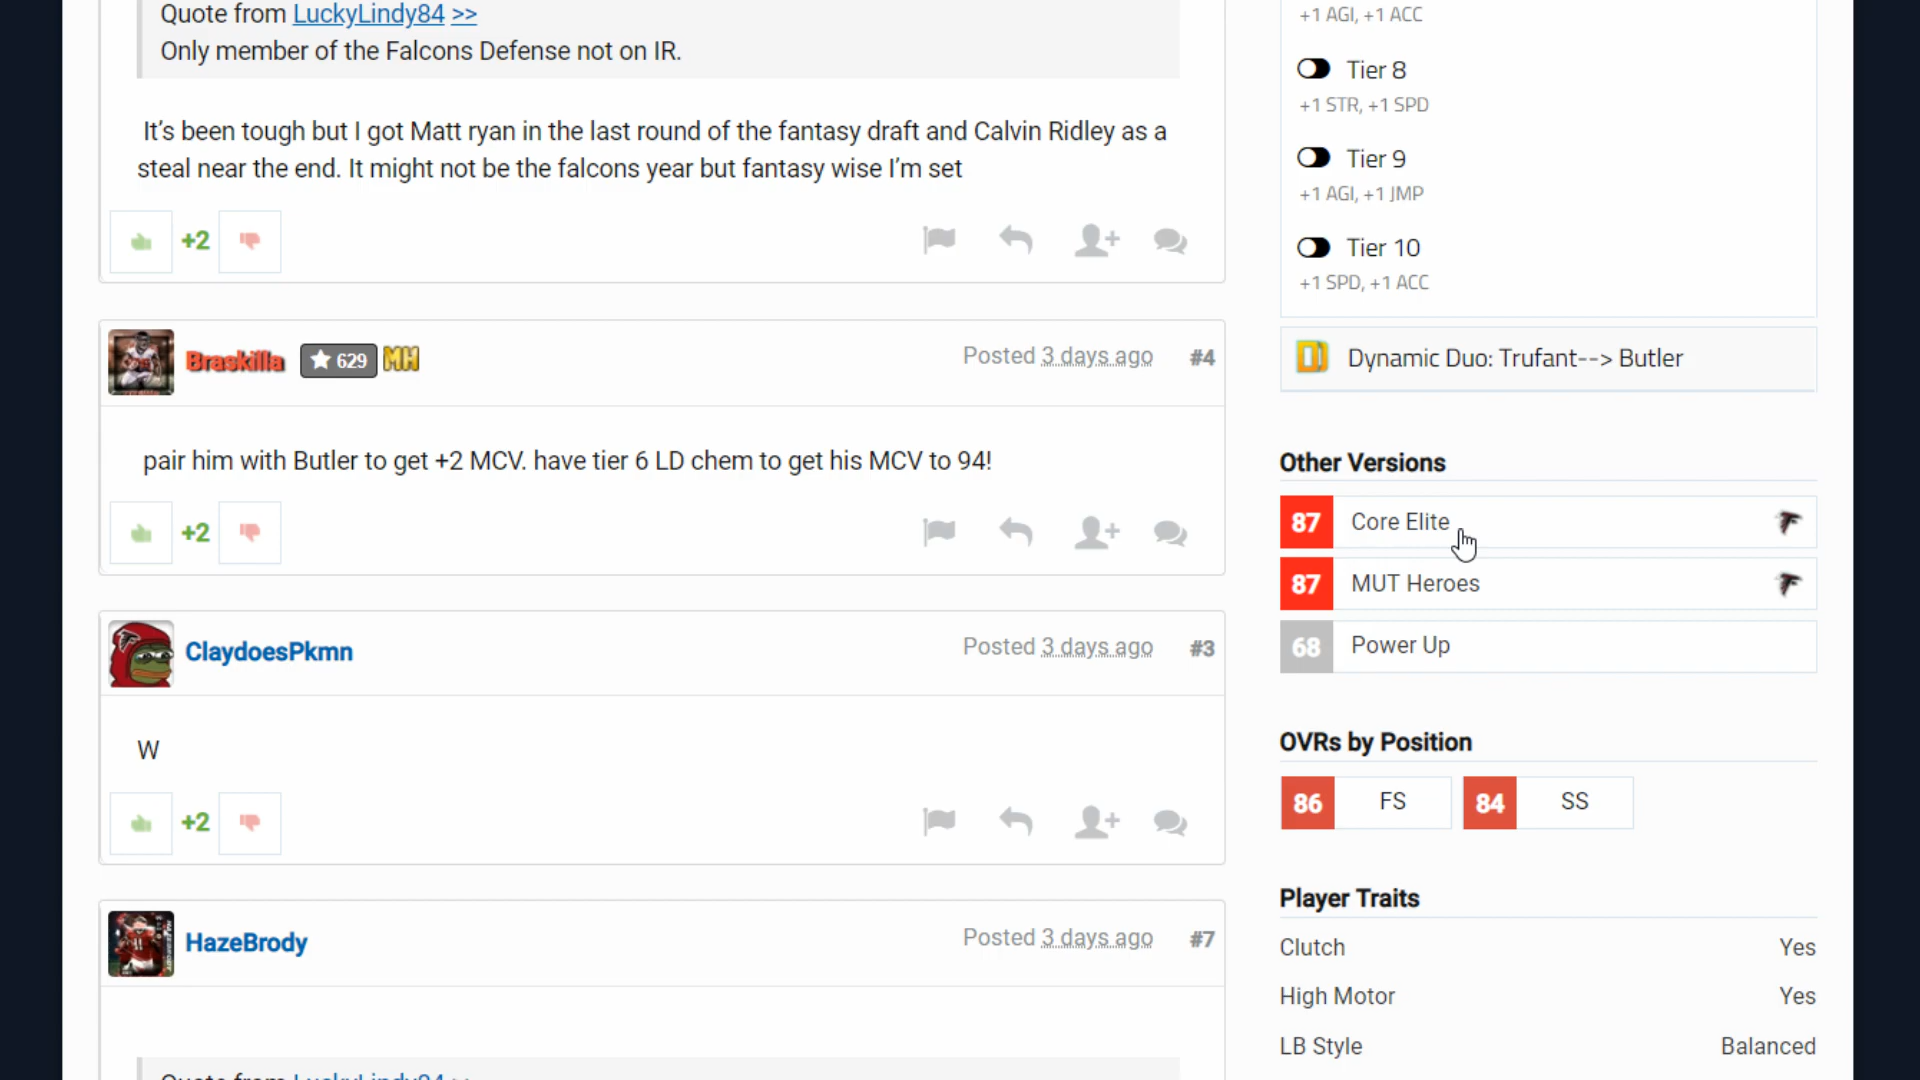 Quote from LuckyLindy84 >>
Only member of the Falcons Defense not on IR.
It’s been tough but I got Matt ryan in the last round of the fantasy draft and Calvin Ridley as a
steal near the end. It might not be the falcons year but fantasy wise I’m set
+2
Braskilla 629 MH Posted 3 days ago #4
pair him with Butler to get +2 MCV. have tier 6 LD chem to get his MCV to 94!
+2
ClaydoesPkmn Posted 3 days ago #3
W
+2
HazeBrody Posted 3 days ago #7
Quote from LuckyLindy84 >>
+1 AGI, +1 ACC
Tier 8
+1 STR, +1 SPD
Tier 9
+1 AGI, +1 JMP
Tier 10
+1 SPD, +1 ACC
Dynamic Duo: Trufant--> Butler
Other Versions
87 Core Elite
87 MUT Heroes
68 Power Up
OVRs by Position
86 FS 84 SS
Player Traits
Clutch Yes
High Motor Yes
LB Style Balanced